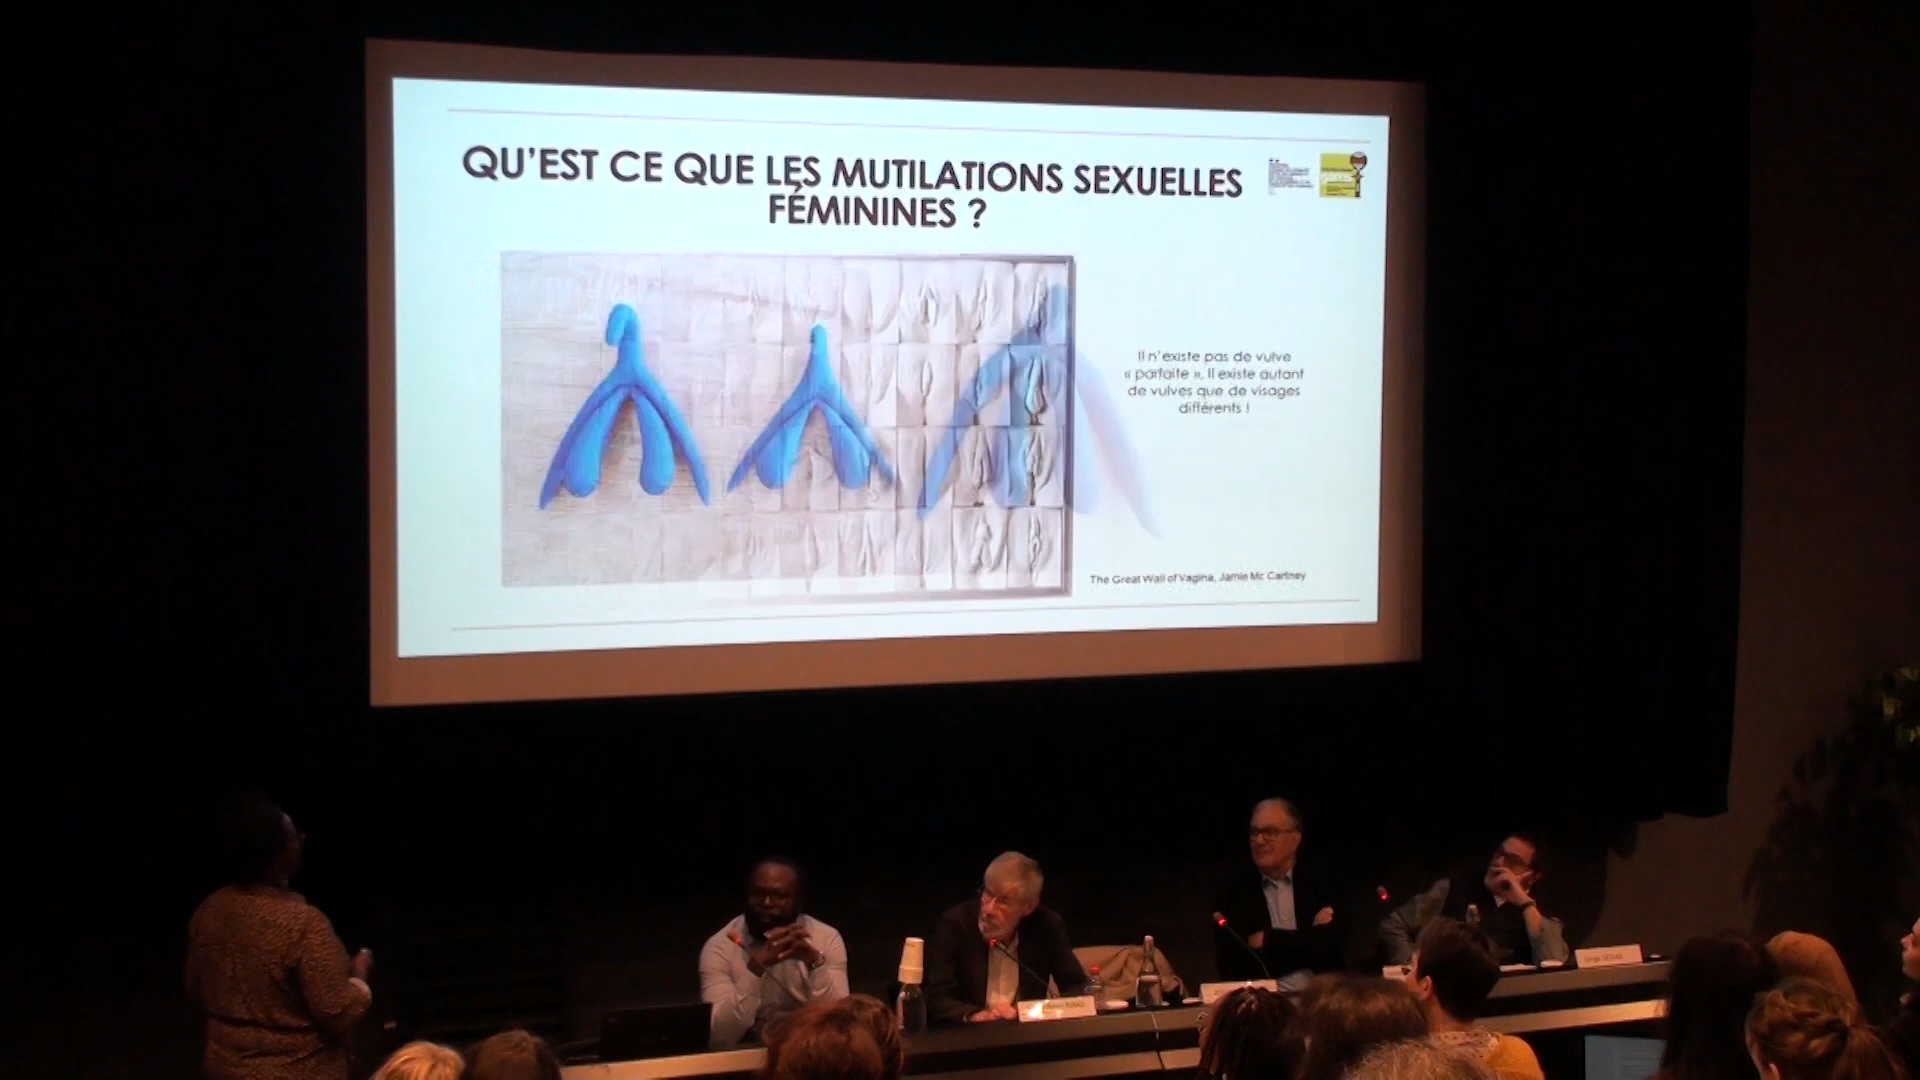 QU'EST CE QUE LES MUTILATIONS SEXUELLES
FÉMININES ?
gams
Il n'existe pas de vulve
« parfaite ». Il existe autant
de vulves que de visages
différents !
The Great Wall of Vagina, Jamie Mc Cartney